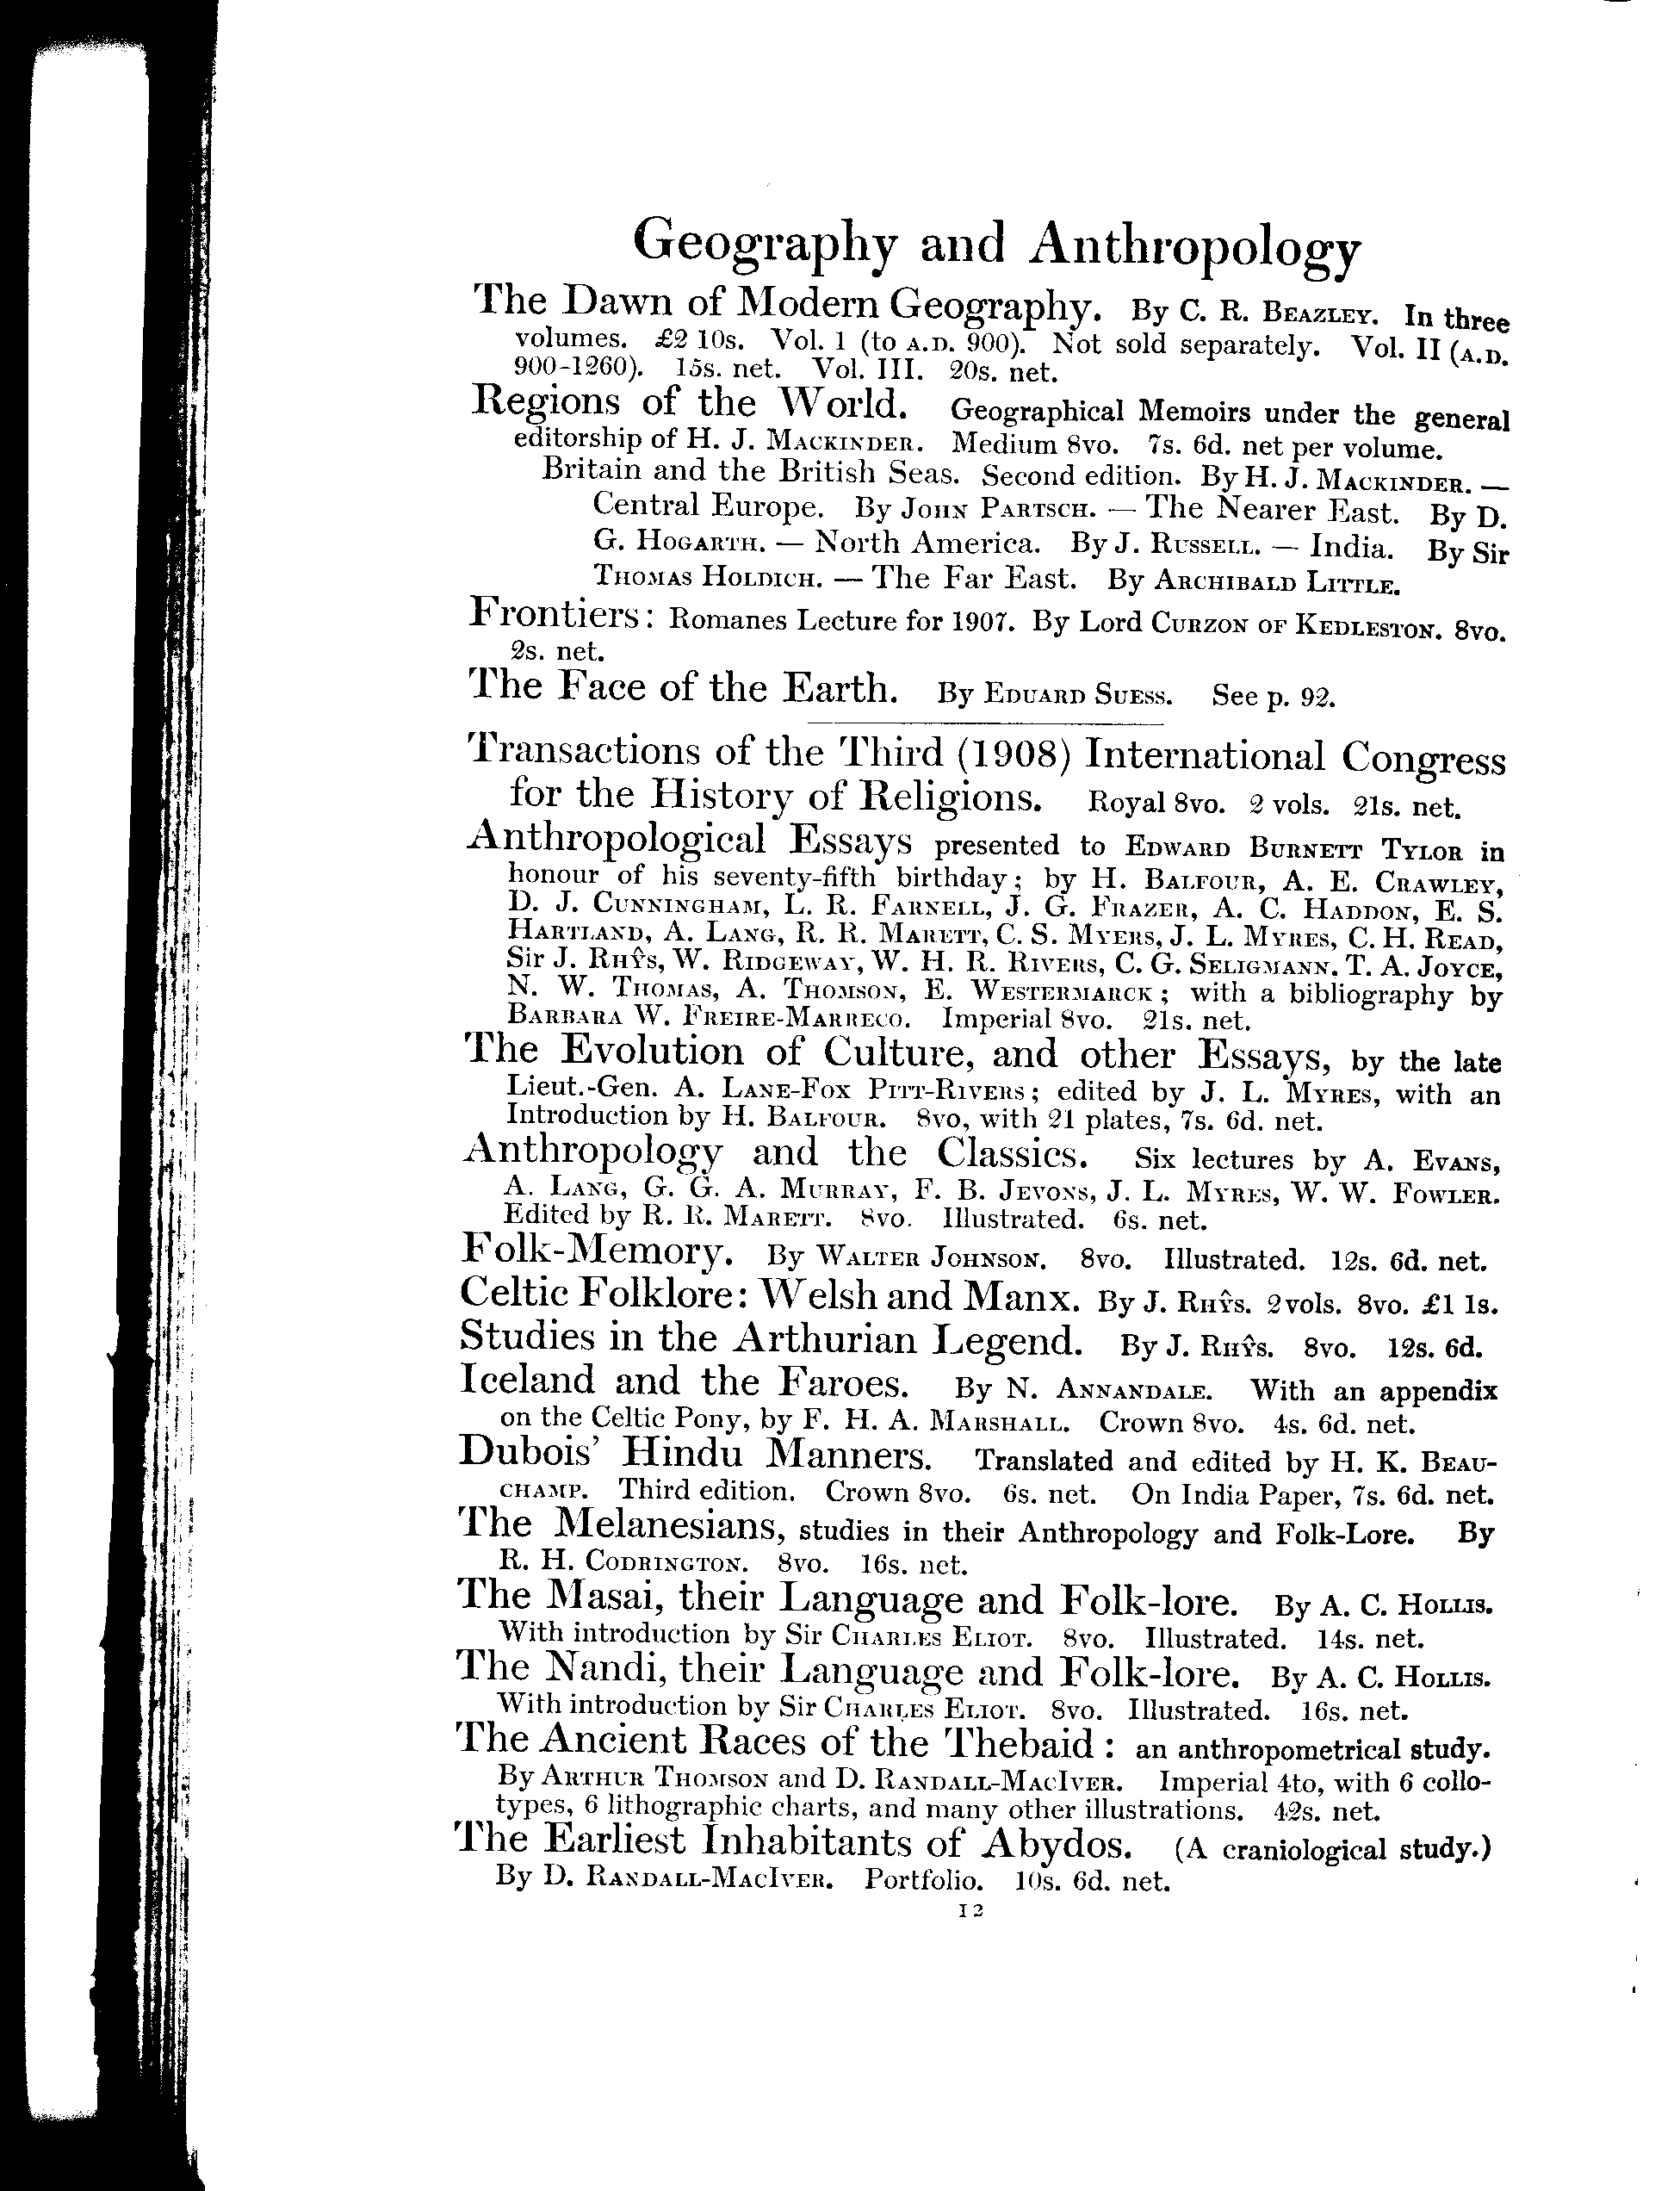 Geography and Anthropology
The Dawn of Modern Geography. By C. R. BEAZLEY. In three
volumes. £2 10s. Vol. 1 (to A.D. 900). Not sold separately. Vol. II (A.D.
900-1260). 15s. net. Vol. III. 20s. net.
Regions of the World. Geographical Memoirs under the general
editorship of H. J. MACKINDER. Medium 8vo. 7s. 6d. net per volume.
Britain and the British Seas. Second edition. By H. J. MACKINDER. —
Central Europe. By JOHN PARTSCH. — The Nearer East. By D.
G. HOGARTH. — North America. By J. RUSSELL. — India. By Sir
THOMAS HOLDICH. — The Far East. By ARCHIBALD LITTLE.
Frontiers: Romanes Lecture for 1907. By Lord CURZON OF KEDLESTON. 8vo.
2s. net.
The Face of the Earth. By EDUARD SUESS. See p. 92.
Transactions of the Third (1908) International Congress
for the History of Religions. Royal 8vo. 2 vols. 21s. net.
Anthropological Essays presented to EDWARD BURNETT TYLOR in
honour of his seventy-fifth birthday; by H. BALFOUR, A. E. CRAWLEY,
D. J. CUNNINGHAM, L. R. FARNELL, J. G. FRAZER, A. C. HADDON, E. S.
HARTLAND, A. LANG, R. R. MARETT, C. S. MYERS, J. L. MYRES, C. H. READ,
Sir J. RHŶS, W. RIDGEWAY, W. H. R. RIVERS, C. G. SELIGMANN, T. A. JOYCE,
N. W. THOMAS, A. THOMSON, E. WESTERMARCK; with a bibliography by
BARBARA W. FREIRE-MARRECO. Imperial 8vo. 21s. net.
The Evolution of Culture, and other Essays, by the late
Lieut.-Gen. A. LANE-FOX PITT-RIVERS; edited by J. L. MYRES, with an
Introduction by H. BALFOUR. 8vo, with 21 plates, 7s. 6d. net.
Anthropology and the Classics. Six lectures by A. EVANS,
A. LANG, G. G. A. MURRAY, F. B. JEVONS, J. L. MYRES, W. W. FOWLER.
Edited by R. R. MARETT. 8vo. Illustrated. 6s. net.
Folk-Memory. By WALTER JOHNSON. 8vo. Illustrated. 12s. 6d. net.
Celtic Folklore: Welsh and Manx. By J. RHŶS. 2 vols. 8vo. £1 1s.
Studies in the Arthurian Legend. By J. RHŶS. 8vo. 12s. 6d.
Iceland and the Faroes. By N. ANNANDALE. With an appendix
on the Celtic Pony, by F. H. A. MARSHALL. Crown 8vo. 4s. 6d. net.
Dubois' Hindu Manners. Translated and edited by H. K. BEAU-
CHAMP. Third edition. Crown 8vo. 6s. net. On India Paper, 7s. 6d. net.
The Melanesians, studies in their Anthropology and Folk-Lore. By
R. H. CODRINGTON. 8vo. 16s. net.
The Masai, their Language and Folk-lore. By A. C. HOLLIS.
With introduction by Sir CHARLES ELIOT. 8vo. Illustrated. 14s. net.
The Nandi, their Language and Folk-lore. By A. C. HOLLIS.
With introduction by Sir CHARLES ELIOT. 8vo. Illustrated. 16s. net.
The Ancient Races of the Thebaid: an anthropometrical study.
By ARTHUR THOMSON and D. RANDALL-MACIVER. Imperial 4to, with 6 collo-
types, 6 lithographic charts, and many other illustrations. 42s. net.
The Earliest Inhabitants of Abydos. (A craniological study.)
By D. RANDALL-MACIVER. Portfolio. 10s. 6d. net.
12